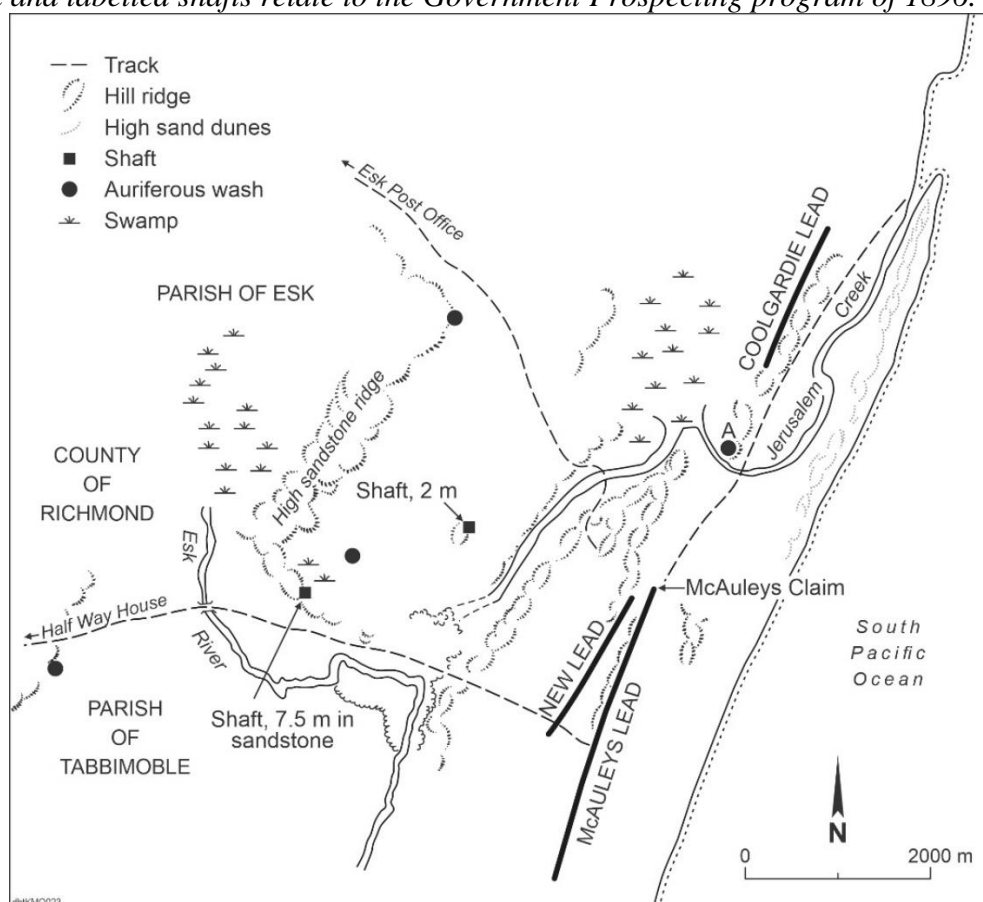 and labelled shafts relate to the Government Prospecting program of 1896.
Track
Hill ridge
High sand dunes
Shaft
Auriferous wash
Swamp
Esk Post Office
PARISH OF ESK
COOLGARDIE LEAD
Creek
Jerusalem
A
High sandstone ridge
COUNTY
OF
RICHMOND
Shaft, 2 m
Esk
River
Half Way House
McAuleys Claim
NEW LEAD
McAULEYS LEAD
South
Pacific
Ocean
Shaft, 7.5 m in
sandstone
PARISH
OF
TABBIMOBLE
N
0 2000 m